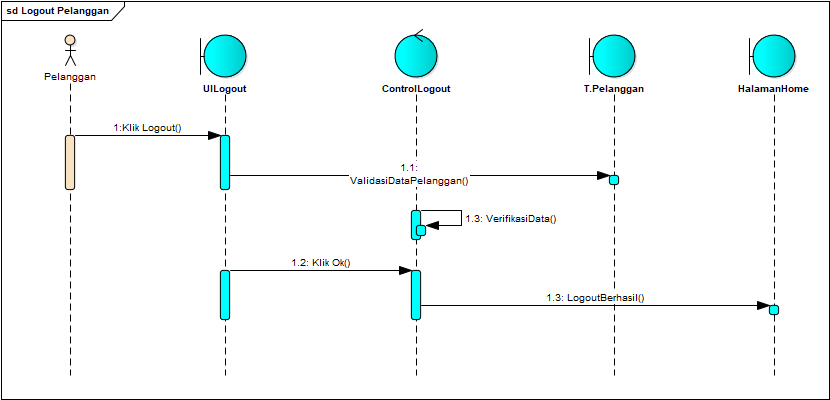 sd Logout Pelanggan
Pelanggan
UILogout
ControlLogout
T.Pelanggan
HalamanHome
1:Klik Logout()
1.1:
ValidasiDataPelanggan()
1.3: VerifikasiData()
1.2: Klik Ok()
1.3: LogoutBerhasil()